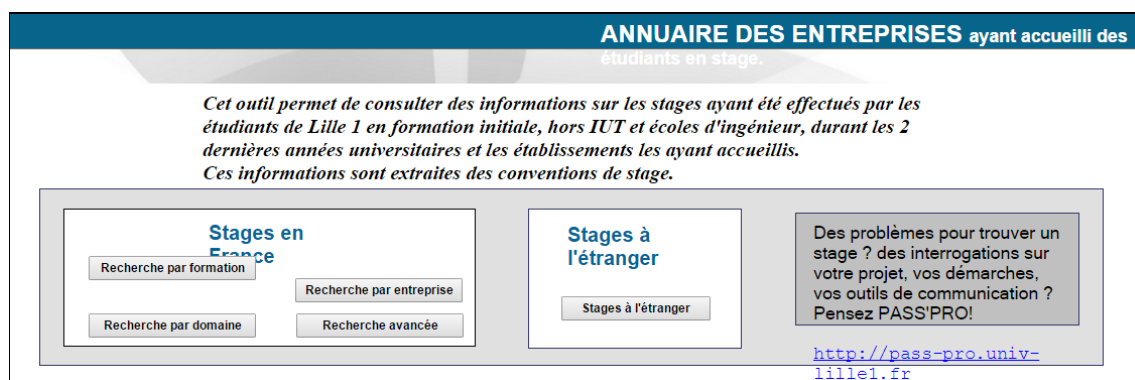 ANNUAIRE DES ENTREPRISES ayant accueilli des
étudiants en stage.
Cet outil permet de consulter des informations sur les stages ayant été effectués par les
étudiants de Lille 1 en formation initiale, hors IUT et écoles d'ingénieur, durant les 2
dernières années universitaires et les établissements les ayant accueillis.
Ces informations sont extraites des conventions de stage.
Stages en
France
Recherche par formation
Recherche par entreprise
Recherche par domaine
Recherche avancée
Stages à
l'étranger
Stages à l'étranger
Des problèmes pour trouver un
stage ? des interrogations sur
votre projet, vos démarches,
vos outils de communication ?
Pensez PASS'PRO!
http://pass-pro.univ-
lille1.fr